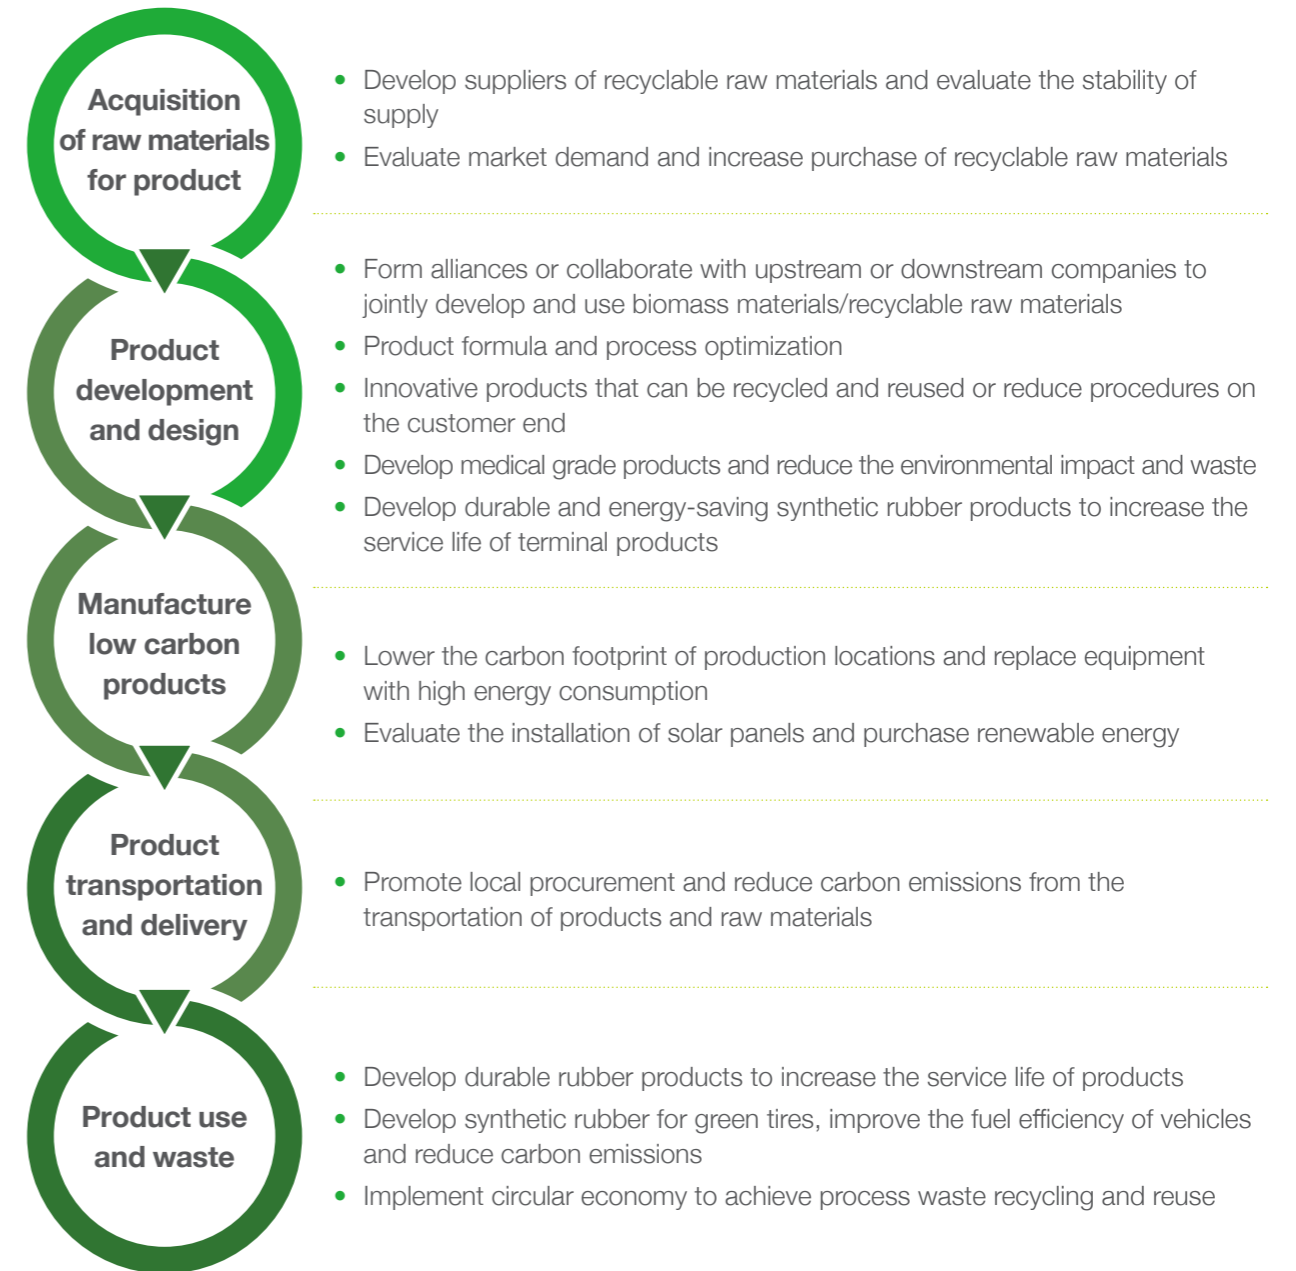 Acquisition
of raw materials
for product
• Develop suppliers of recyclable raw materials and evaluate the stability of
supply
• Evaluate market demand and increase purchase of recyclable raw materials
Product
development
and design
• Form alliances or collaborate with upstream or downstream companies to
jointly develop and use biomass materials/recyclable raw materials
• Product formula and process optimization
• Innovative products that can be recycled and reused or reduce procedures on
the customer end
• Develop medical grade products and reduce the environmental impact and waste
• Develop durable and energy-saving synthetic rubber products to increase the
service life of terminal products
Manufacture
low carbon
products
• Lower the carbon footprint of production locations and replace equipment
with high energy consumption
• Evaluate the installation of solar panels and purchase renewable energy
Product
transportation
and delivery
• Promote local procurement and reduce carbon emissions from the
transportation of products and raw materials
Product use
and waste
• Develop durable rubber products to increase the service life of products
• Develop synthetic rubber for green tires, improve the fuel efficiency of vehicles
and reduce carbon emissions
• Implement circular economy to achieve process waste recycling and reuse